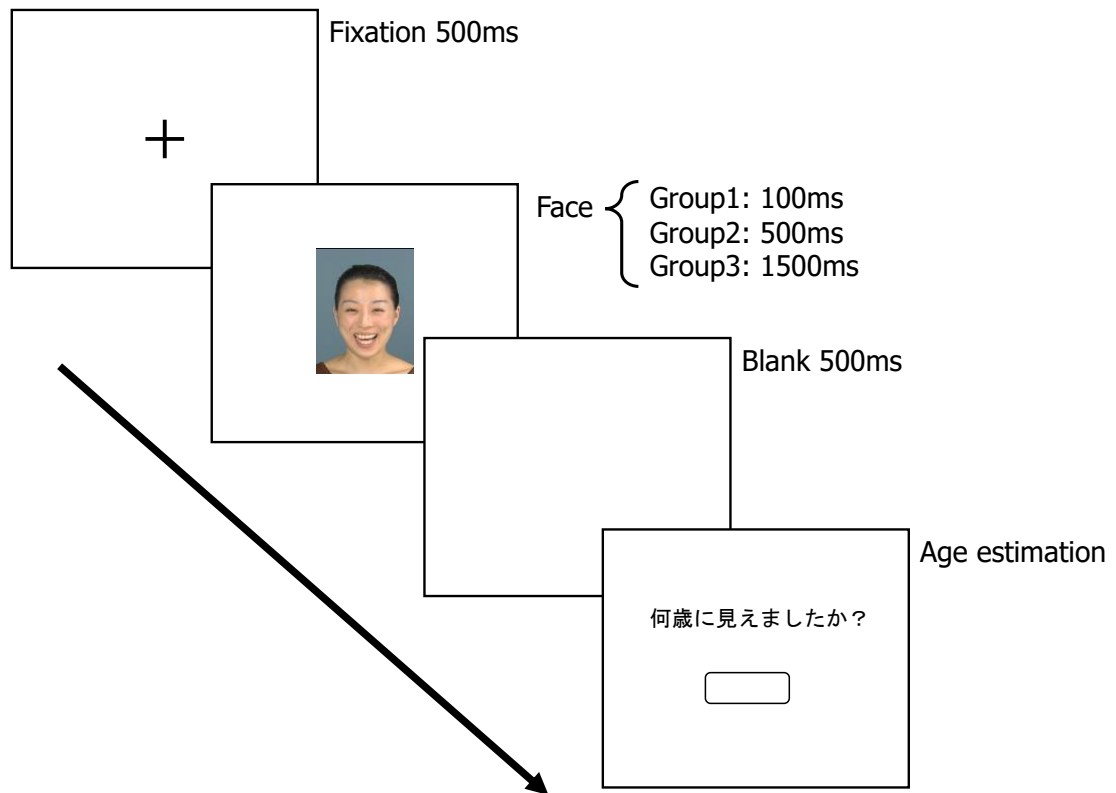 Fixation 500ms
Face
Group1: 100ms
Group2: 500ms
Group3: 1500ms
Blank 500ms
Age estimation
何歳に見えましたか？